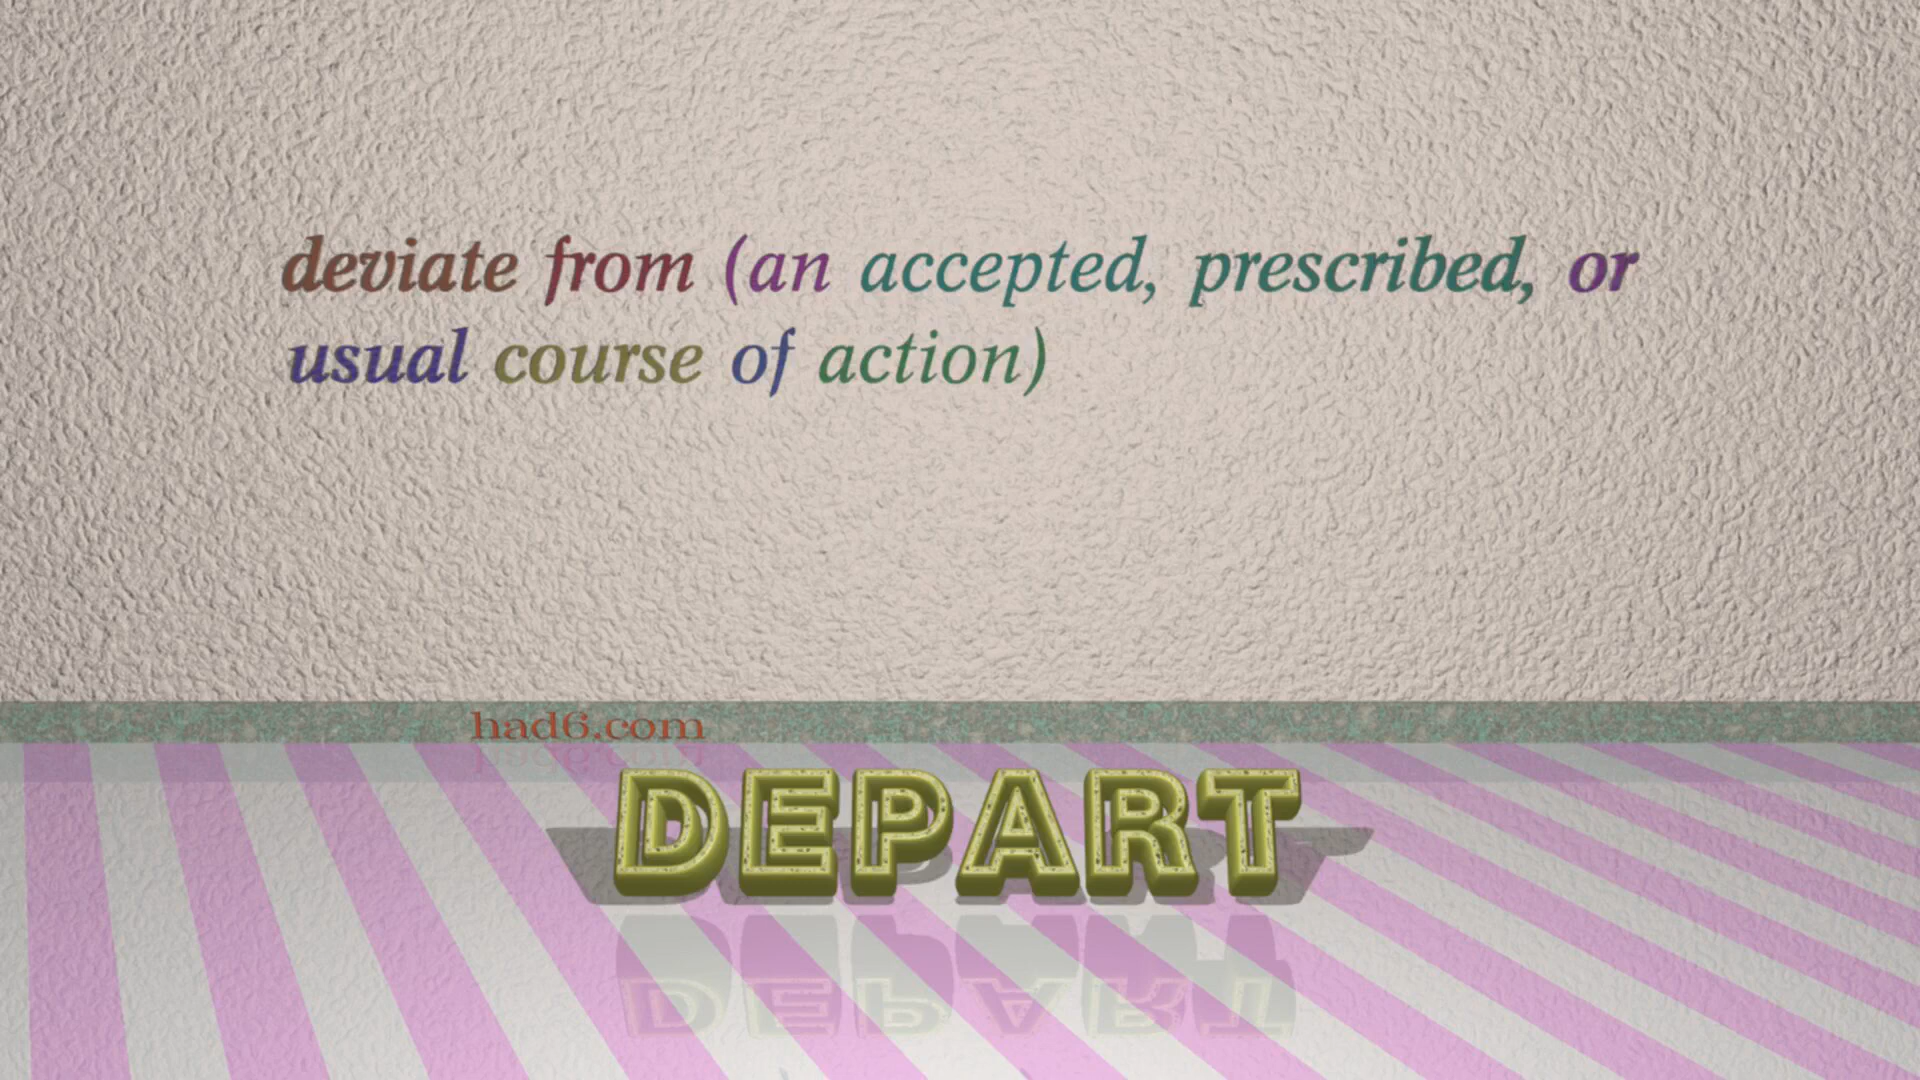 deviate from (an accepted, prescribed, or
usual course of action)
had6.com
DEPART